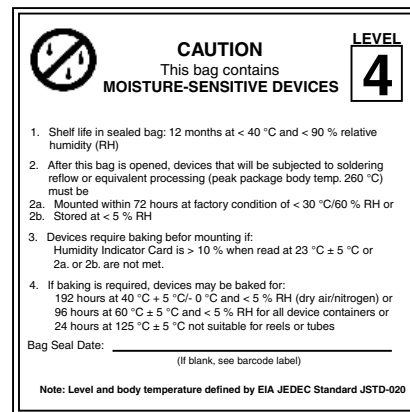 CAUTION
This bag contains
MOISTURE-SENSITIVE DEVICES
LEVEL
4
1. Shelf life in sealed bag: 12 months at < 40 °C and < 90 % relative
humidity (RH)
2. After this bag is opened, devices that will be subjected to soldering
reflow or equivalent processing (peak package body temp. 260 °C)
must be
2a. Mounted within 72 hours at factory condition of < 30 °C/60 % RH or
2b. Stored at < 5 % RH
3. Devices require baking befor mounting if:
Humidity Indicator Card is > 10 % when read at 23 °C ± 5 °C or
2a. or 2b. are not met.
4. If baking is required, devices may be baked for:
192 hours at 40 °C + 5 °C/- 0 °C and < 5 % RH (dry air/nitrogen) or
96 hours at 60 °C ± 5 °C and < 5 % RH for all device containers or
24 hours at 125 °C ± 5 °C not suitable for reels or tubes
Bag Seal Date:
(If blank, see barcode label)
Note: Level and body temperature defined by EIA JEDEC Standard JSTD-020